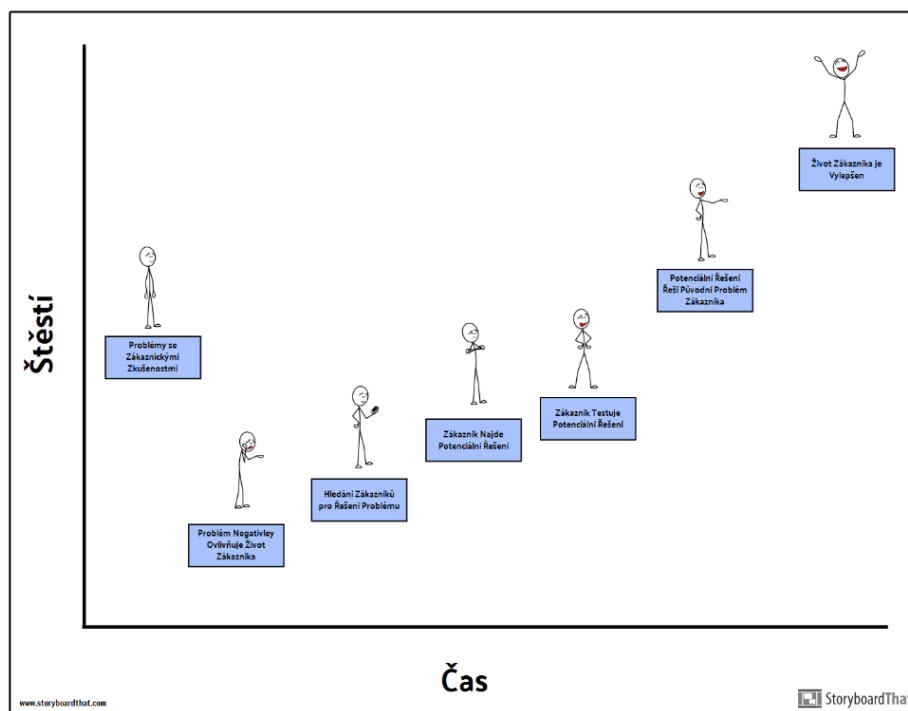 Život Zákazníka je
Vylepšen
Potenciální Řešení
Řeší Původní Problém
Zákazníka
Problémy se
Zákaznickými
Zkušenostmi
Zákazník Testuje
Potenciální Řešení
Zákazník Najde
Potenciální Řešení
Hledání Zákazníků
pro Řešení Problému
Problém Negativley
Ovlivňuje Život
Zákazníka
Štěstí
Čas
www.storyboardthat.com
StoryboardThat